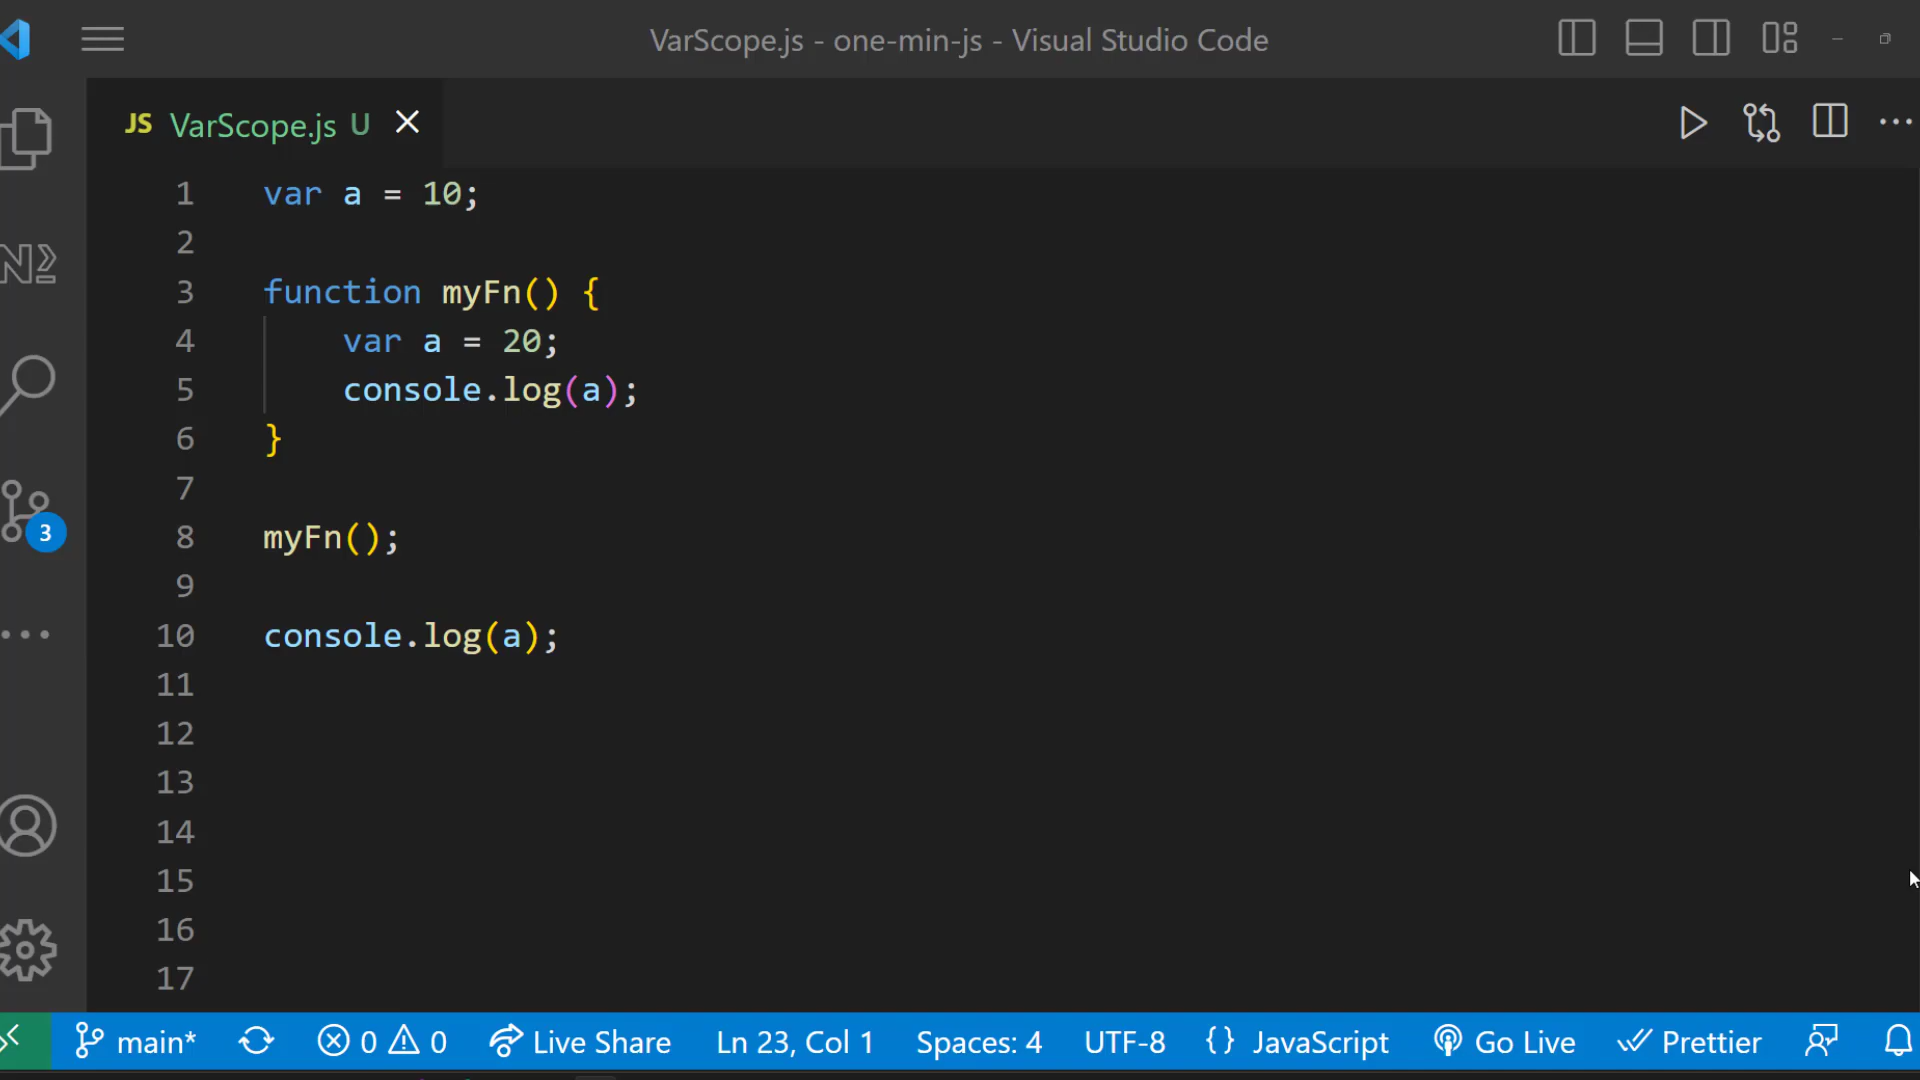 VarScope.js - one-min-js - Visual Studio Code
JS VarScope.js U
1 var a = 10;
2
3 function myFn() {
4     var a = 20;
5     console.log(a);
6 }
7
8 myFn();
9
10 console.log(a);
11
12
13
14
15
16
17
3
main* 0 0 Live Share Ln 23, Col 1 Spaces: 4 UTF-8 {} JavaScript Go Live Prettier